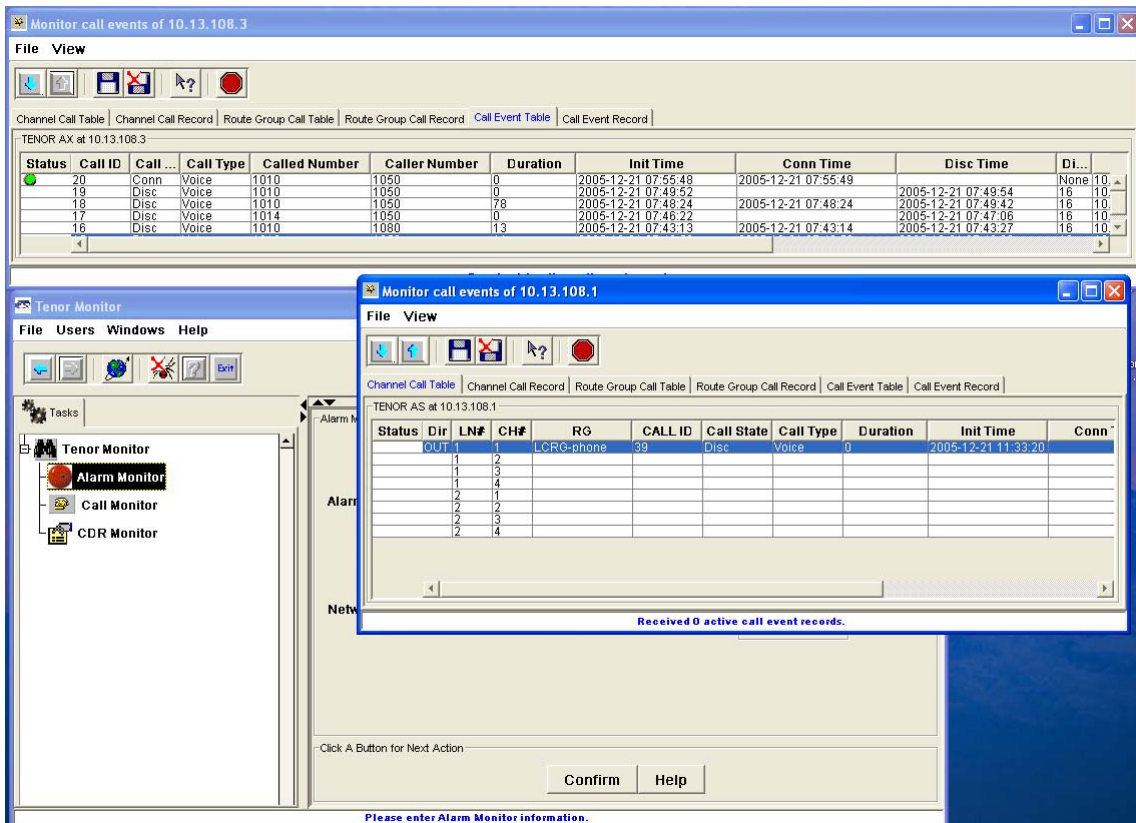 Monitor call events of 10.13.108.3
File View
Channel Call Table Channel Call Record Route Group Call Table Route Group Call Record Call Event Table Call Event Record
TENOR AX at 10.13.108.3
Status Call ID Call ... Call Type Called Number Caller Number Duration Init Time Conn Time Disc Time Di...
20 Conn Voice 1010 1050 0 2005-12-21 07:55:48 2005-12-21 07:55:49 None 10.
19 Disc Voice 1010 1050 0 2005-12-21 07:49:52 2005-12-21 07:49:54 16 10.
18 Disc Voice 1010 1050 78 2005-12-21 07:48:24 2005-12-21 07:48:24 2005-12-21 07:49:42 16 10.
17 Disc Voice 1014 1050 0 2005-12-21 07:46:22 2005-12-21 07:47:06 16 10.
16 Disc Voice 1010 1080 13 2005-12-21 07:43:13 2005-12-21 07:43:14 2005-12-21 07:43:27 16 10.
Tenor Monitor
File Users Windows Help
Exit
Tasks
Tenor Monitor
Alarm Monitor
Call Monitor
CDR Monitor
Alarm M
Alarm
Netw
Monitor call events of 10.13.108.1
File View
Channel Call Table Channel Call Record Route Group Call Table Route Group Call Record Call Event Table Call Event Record
TENOR AS at 10.13.108.1
Status Dir LN# CH# RG CALL ID Call State Call Type Duration Init Time Conn
OUT 1 1 LCRG-phone 39 Disc Voice 0 2005-12-21 11:33:20
1 2
1 3
1 4
2 1
2 2
2 3
2 4
Received 0 active call event records.
Click A Button for Next Action
Confirm Help
Please enter Alarm Monitor information.